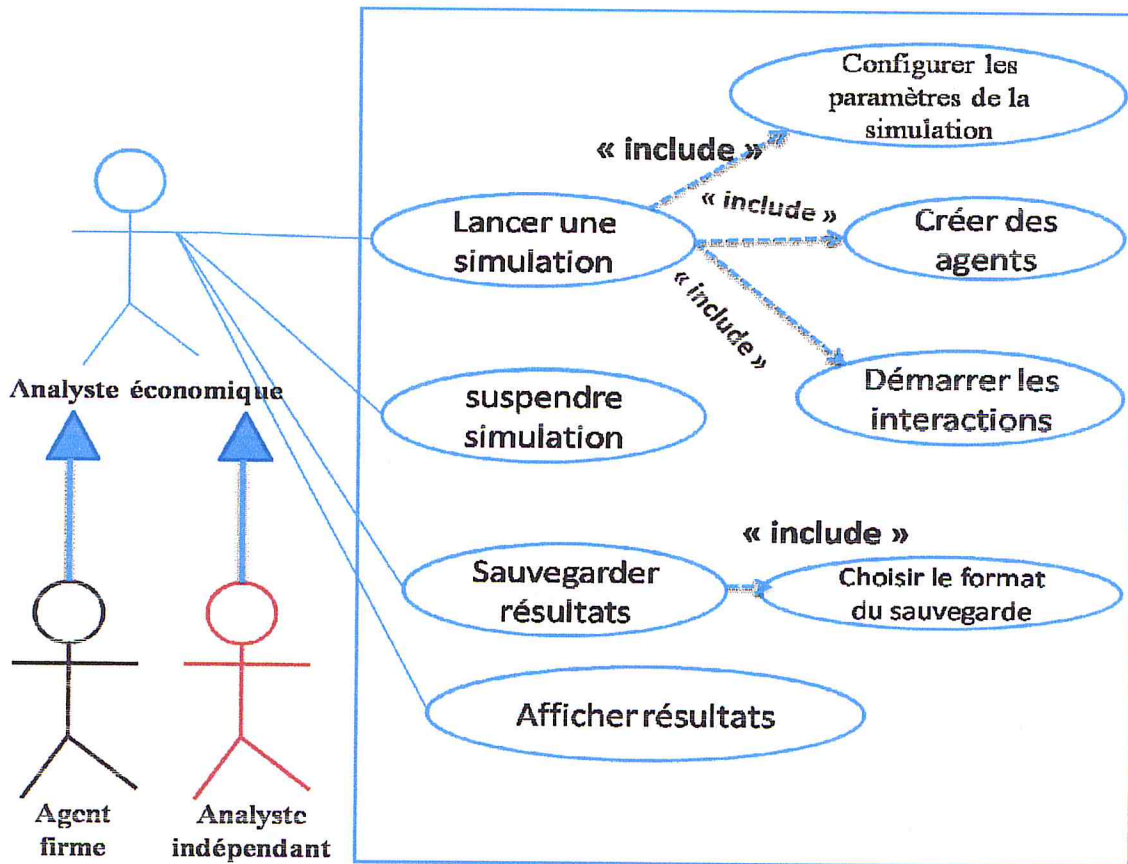 Configurer les
paramètres de la
simulation
« include »
« include »
Lancer une
simulation
Créer des
agents
« include »
Analyste économique
suspendre
simulation
Démarrer les
interactions
« include »
Sauvegarder
résultats
Choisir le format
du sauvegarde
Afficher résultats
Agent
firme
Analyste
indépendant